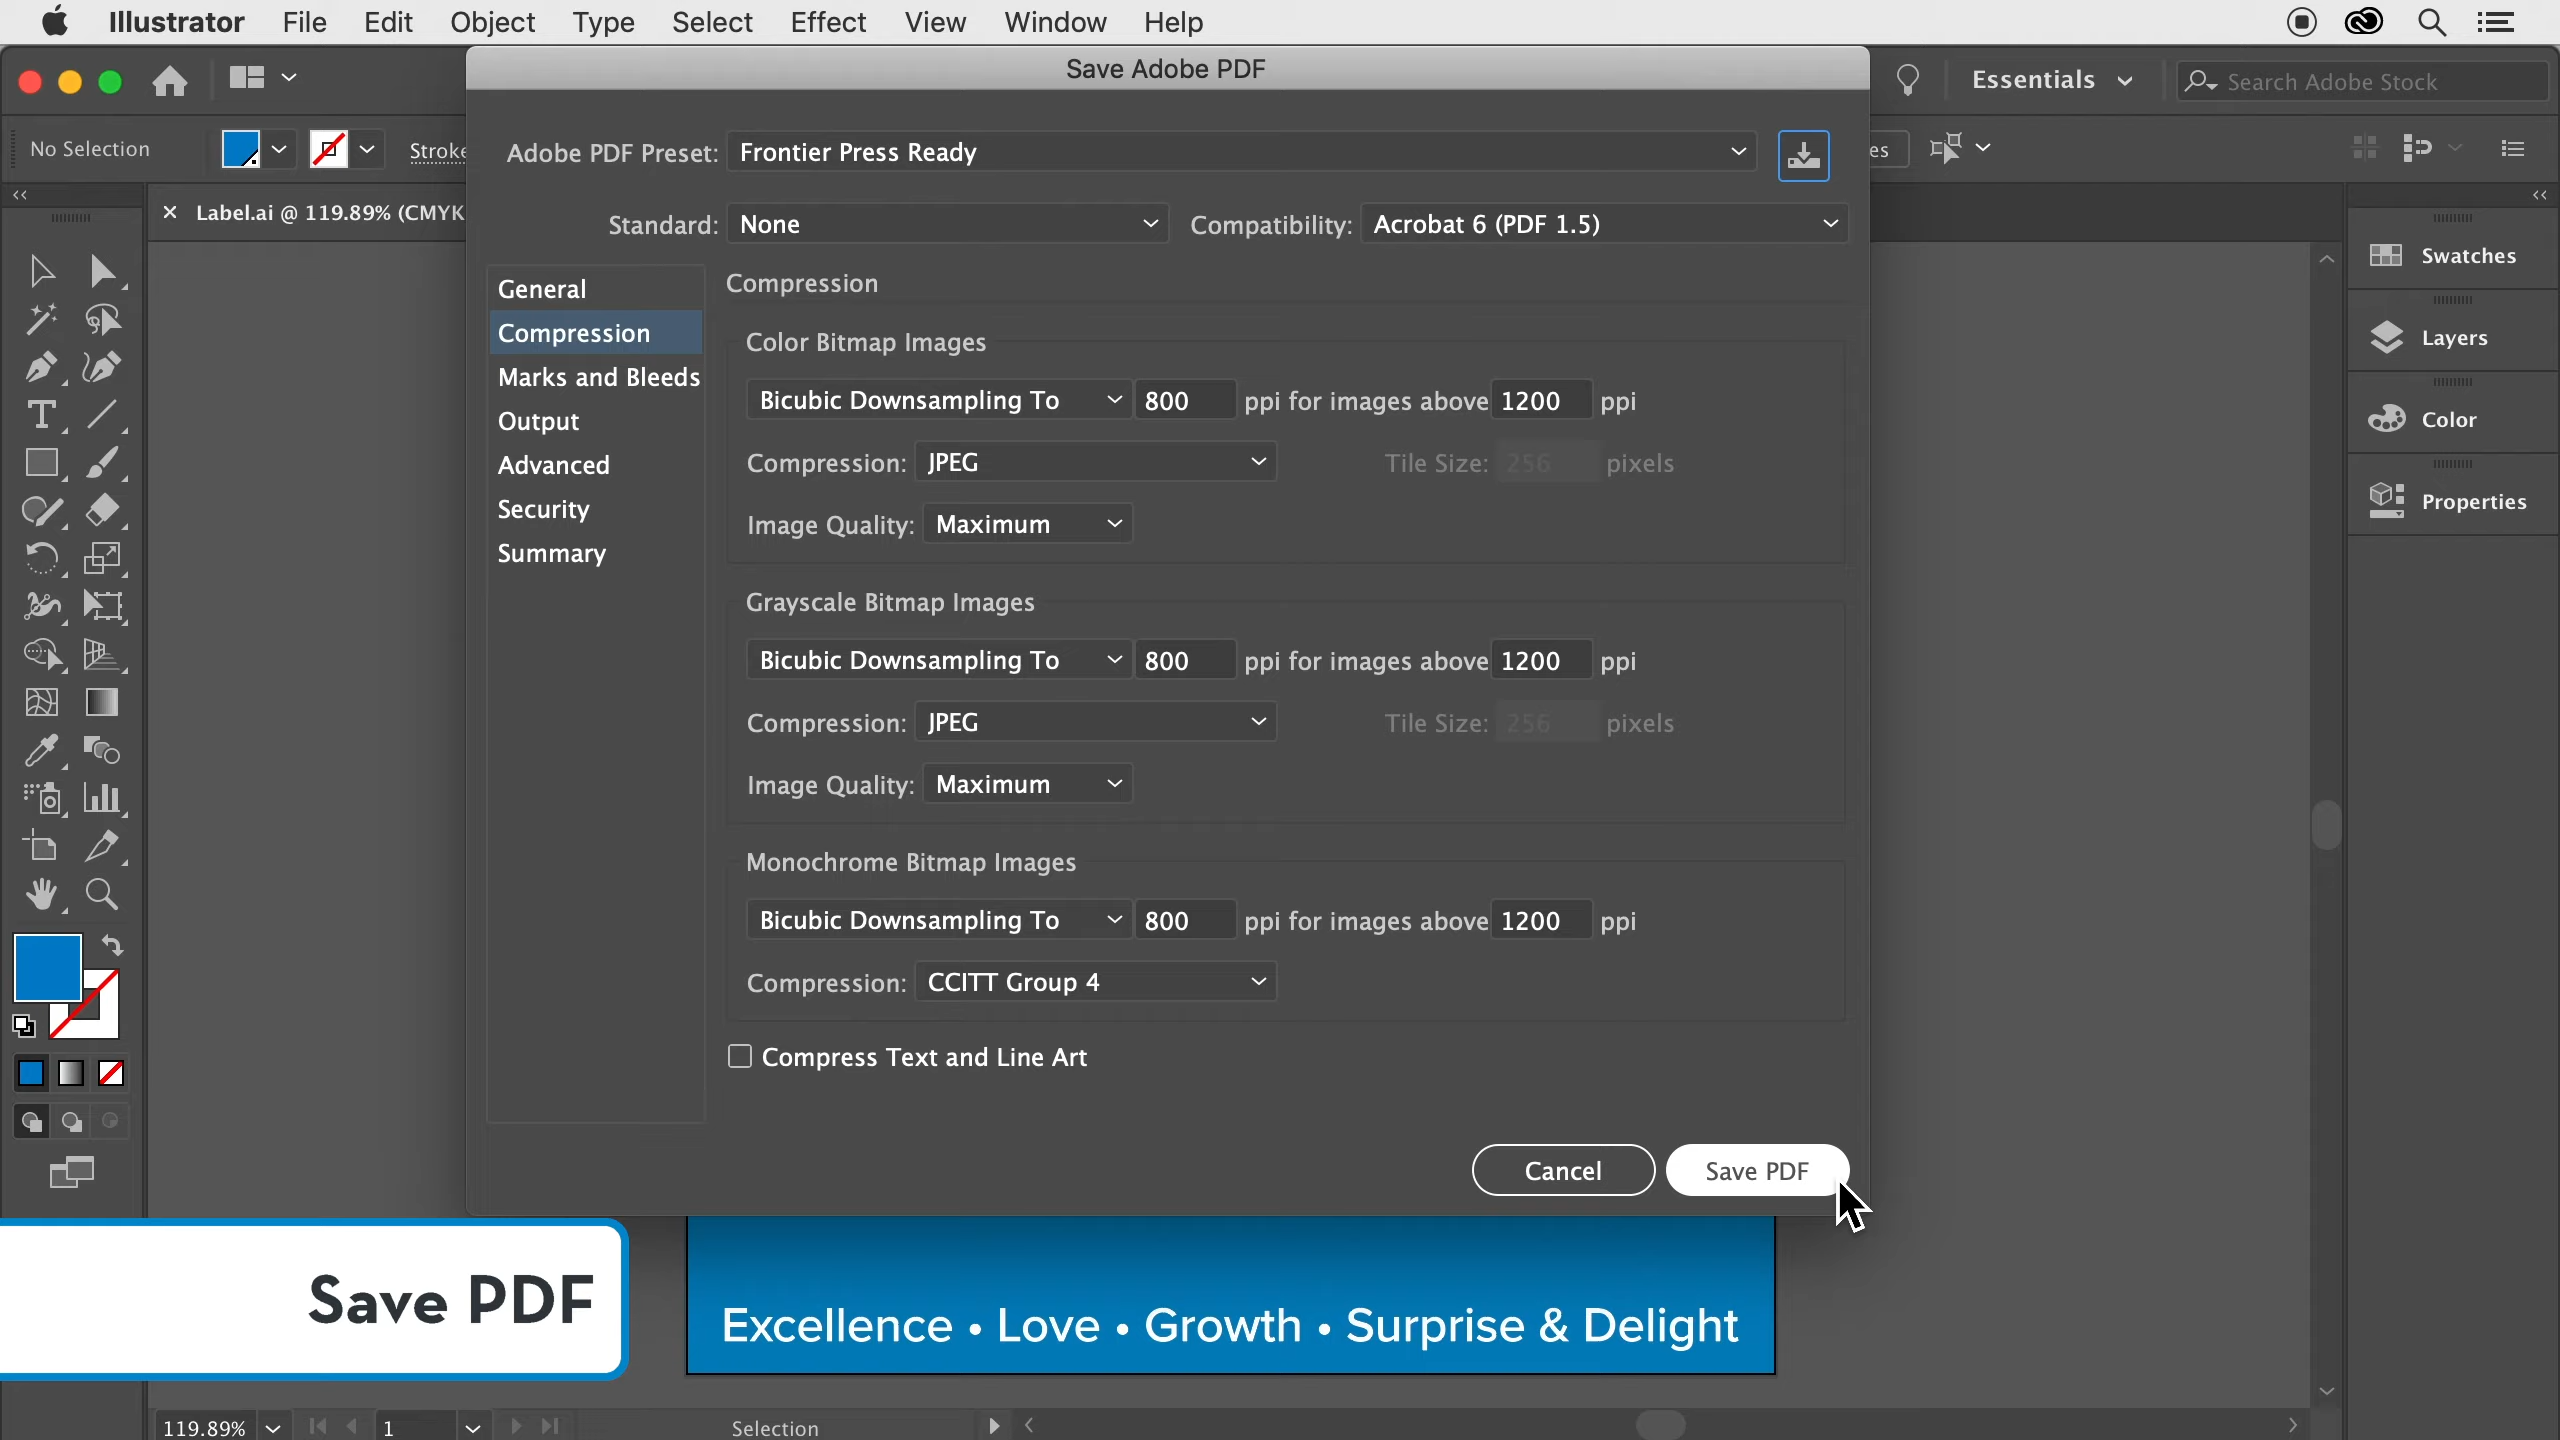 Illustrator File Edit Object Type Select Effect View Window Help
Save Adobe PDF
Essentials
Search Adobe Stock
No Selection
Stroke
Adobe PDF Preset: Frontier Press Ready
es
Label.ai @ 119.89% (CMYK
Standard: None Compatibility: Acrobat 6 (PDF 1.5)
General
Compression
Marks and Bleeds
Output
Advanced
Security
Summary
Compression
Color Bitmap Images
Bicubic Downsampling To 800 ppi for images above 1200 ppi
Compression: JPEG Tile Size: 256 pixels
Image Quality: Maximum
Grayscale Bitmap Images
Bicubic Downsampling To 800 ppi for images above 1200 ppi
Compression: JPEG Tile Size: 256 pixels
Image Quality: Maximum
Monochrome Bitmap Images
Bicubic Downsampling To 800 ppi for images above 1200 ppi
Compression: CCITT Group 4
Compress Text and Line Art
Cancel Save PDF
Swatches
Layers
Color
Properties
Save PDF
Excellence • Love • Growth • Surprise & Delight
119.89% 1 Selection